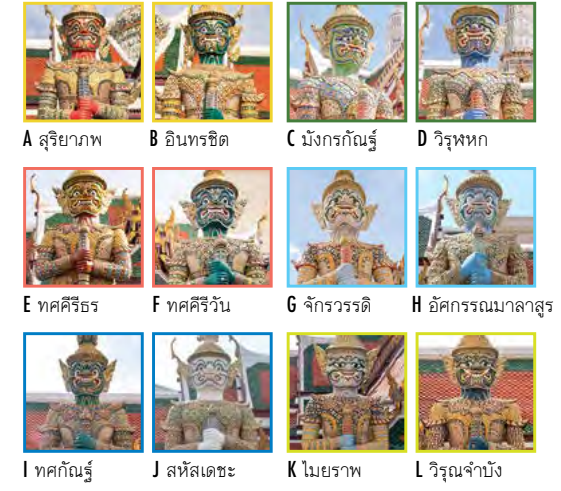 A สุริยาภพ B อินทรชิต C มังกรกัณฐ์ D วิรุฬหก
E ทศคีรีธร F ทศคีรีวัน G จักรวรรดิ H อัศกรรณมาลาสูร
I ทศกัณฐ์ J สหัสเดชะ K ไมยราพ L วิรุณจำบัง